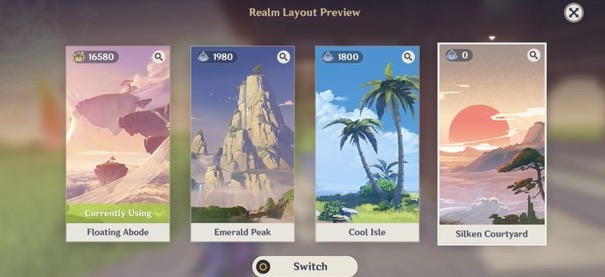 Realm Layout Preview
16580
1980
1800
0
Currently Using
Floating Abode
Emerald Peak
Cool Isle
Silken Courtyard
Switch